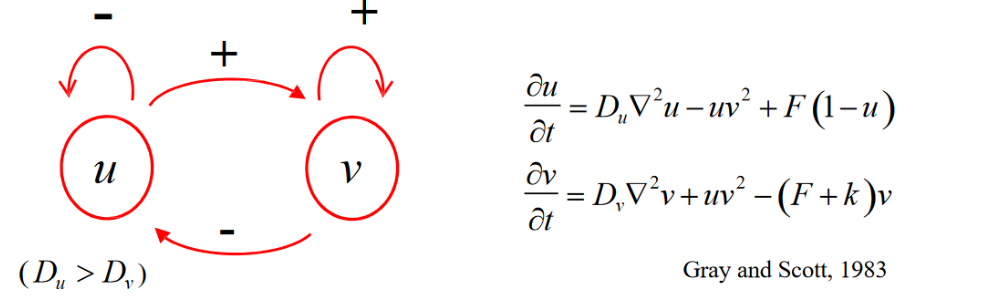 -
+
+
u
v
-
(D_u > D_v)
∂u/∂t = D_u∇²u − uv² + F(1−u)
∂v/∂t = D_v∇²v + uv² − (F + k)v
Gray and Scott, 1983